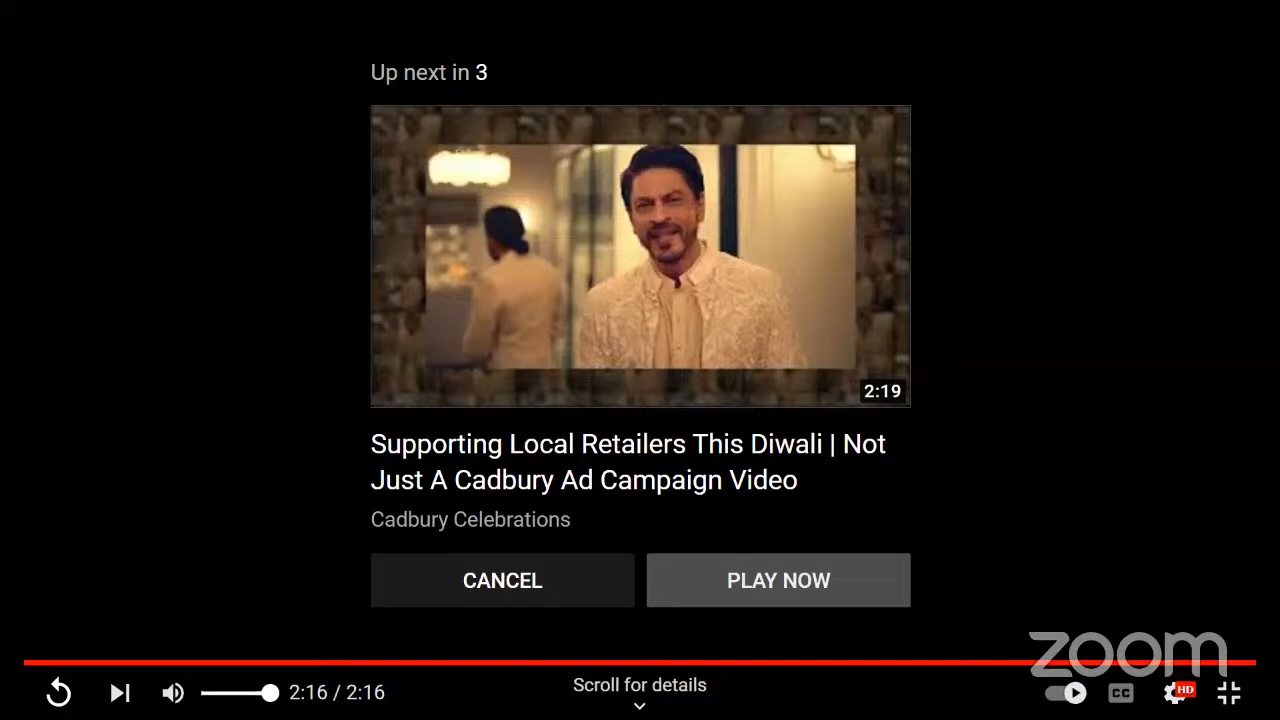 Up next in 3
2:19
Supporting Local Retailers This Diwali | Not
Just A Cadbury Ad Campaign Video
Cadbury Celebrations
CANCEL
PLAY NOW
zoom
2:16 / 2:16
Scroll for details
CC
HD